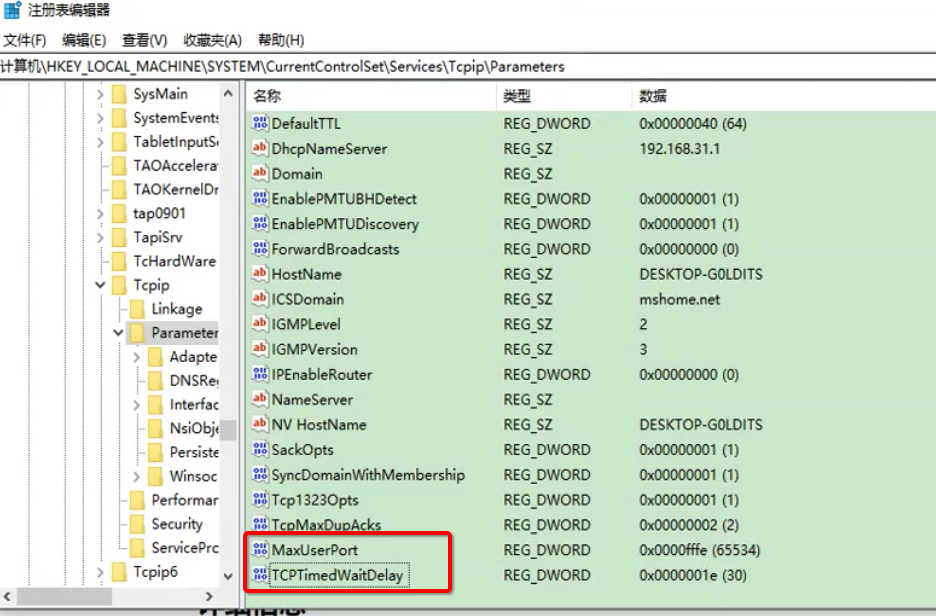 注册表编辑器
文件(F) 编辑(E) 查看(V) 收藏夹(A) 帮助(H)
计算机\HKEY_LOCAL_MACHINE\SYSTEM\CurrentControlSet\Services\Tcpip\Parameters
SysMain
SystemEvents
TabletInputSe
TAOAccelera
TAOKernelDr
tap0901
TapiSrv
TcHardWare
Tcpip
Linkage
Parameter
Adapte
DNSReg
Interfac
NsiObje
Persiste
Winsoc
Performar
Security
ServicePro
Tcpip6
名称 类型 数据
DefaultTTL REG_DWORD 0x00000040 (64)
DhcpNameServer REG_SZ 192.168.31.1
Domain REG_SZ
EnablePMTUBHDetect REG_DWORD 0x00000001 (1)
EnablePMTUDiscovery REG_DWORD 0x00000001 (1)
ForwardBroadcasts REG_DWORD 0x00000000 (0)
HostName REG_SZ DESKTOP-G0LDITS
ICSDomain REG_SZ mshome.net
IGMPLevel REG_SZ 2
IGMPVersion REG_SZ 3
IPEnableRouter REG_DWORD 0x00000000 (0)
NameServer REG_SZ
NV HostName REG_SZ DESKTOP-G0LDITS
SackOpts REG_DWORD 0x00000001 (1)
SyncDomainWithMembership REG_DWORD 0x00000001 (1)
Tcp1323Opts REG_DWORD 0x00000001 (1)
TcpMaxDupAcks REG_DWORD 0x00000002 (2)
MaxUserPort REG_DWORD 0x0000fffe (65534)
TCPTimedWaitDelay REG_DWORD 0x0000001e (30)